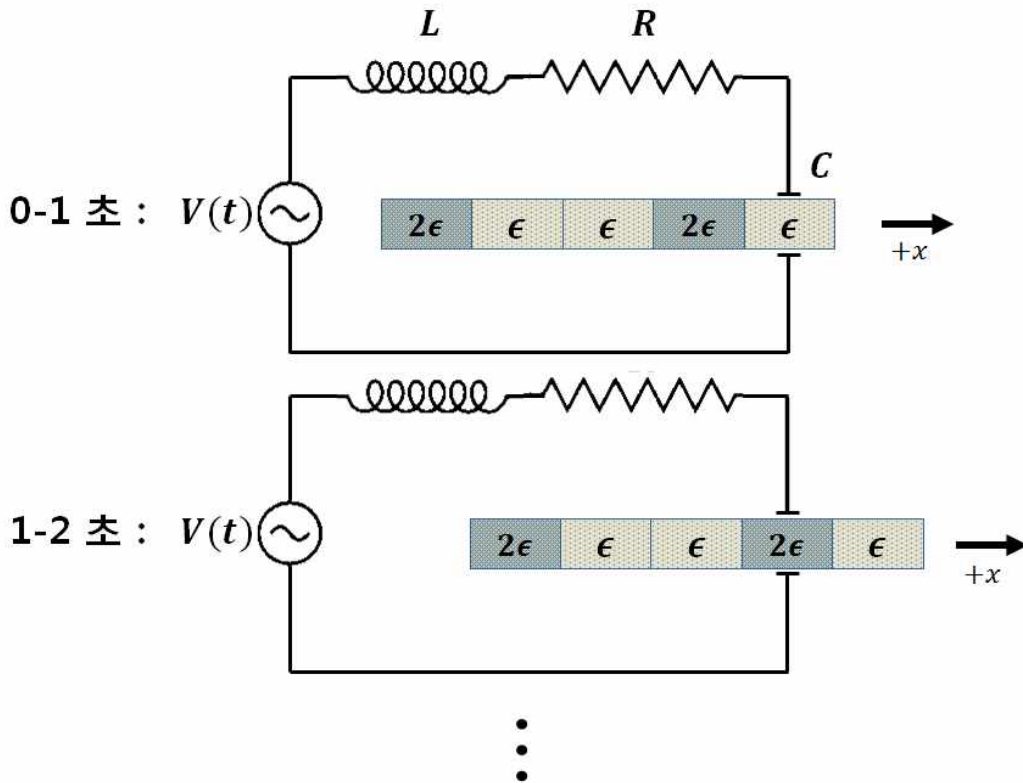 L R
C
0-1 초 : V(t)
2ϵ ϵ ϵ 2ϵ ϵ
+x
1-2 초 : V(t)
2ϵ ϵ ϵ 2ϵ ϵ
+x